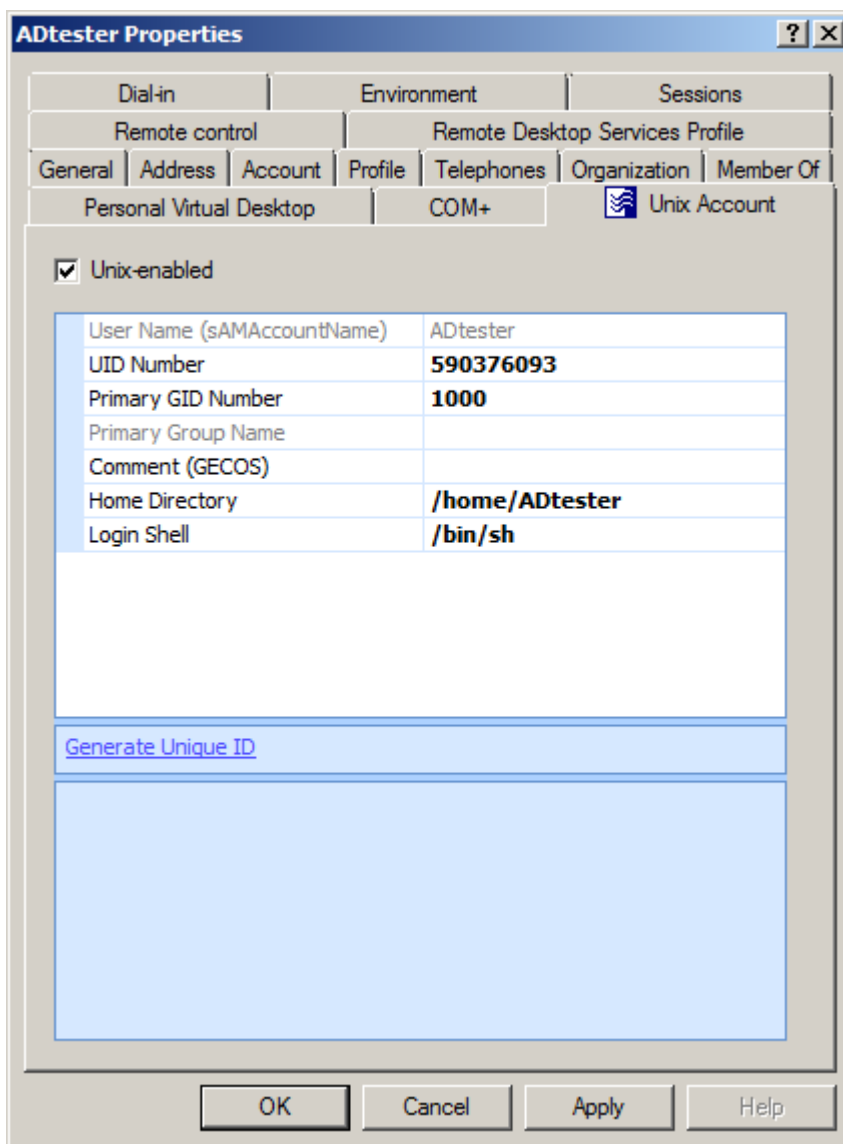 ADtester Properties
Dial-in Environment Sessions
Remote control Remote Desktop Services Profile
General Address Account Profile Telephones Organization Member Of
Personal Virtual Desktop COM+ Unix Account
Unix-enabled
User Name (sAMAccountName) ADtester
UID Number 590376093
Primary GID Number 1000
Primary Group Name
Comment (GECOS)
Home Directory /home/ADtester
Login Shell /bin/sh
Generate Unique ID
OK Cancel Apply Help